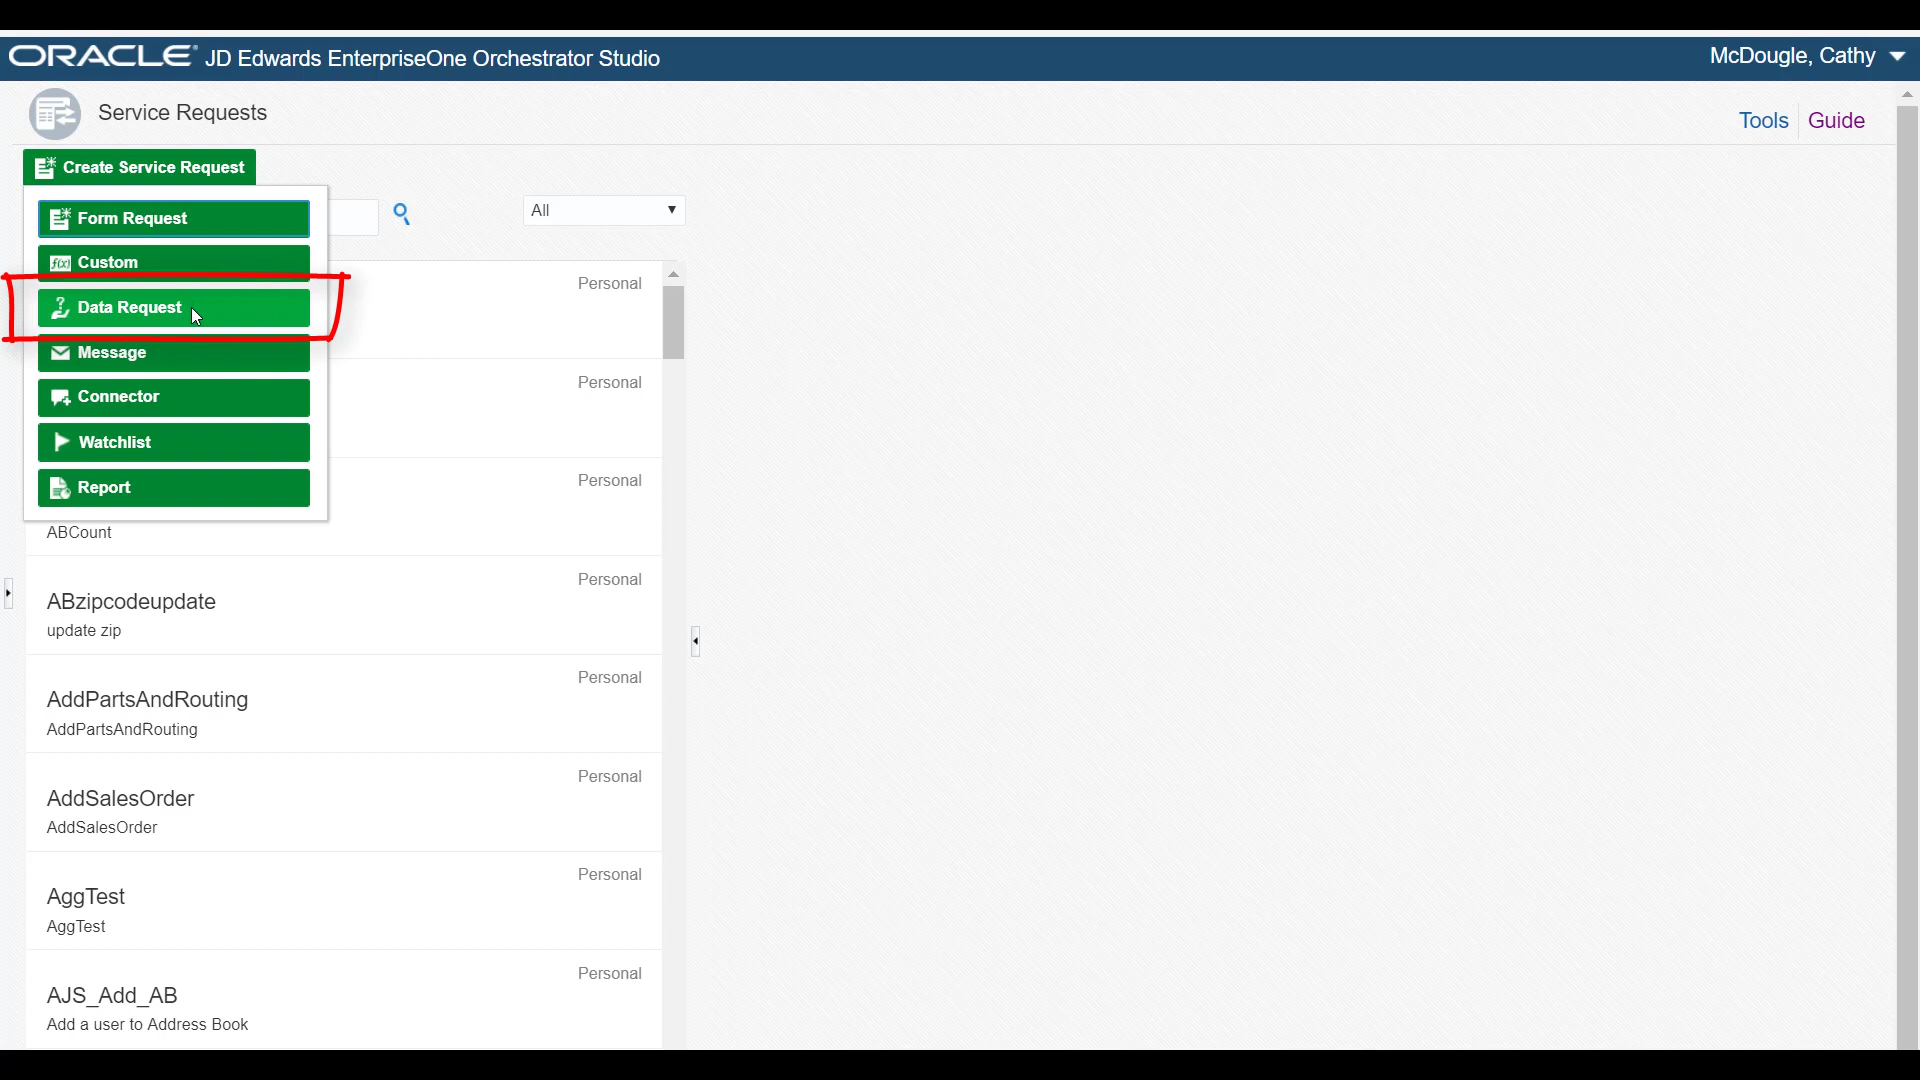 ORACLE JD Edwards EnterpriseOne Orchestrator Studio
McDougle, Cathy
Service Requests
Tools
Guide
Create Service Request
Form Request
Custom
Data Request
Message
Connector
Watchlist
Report
All
Personal
Personal
Personal
ABCount
Personal
ABzipcodeupdate
update zip
Personal
AddPartsAndRouting
AddPartsAndRouting
Personal
AddSalesOrder
AddSalesOrder
Personal
AggTest
AggTest
Personal
AJS_Add_AB
Add a user to Address Book